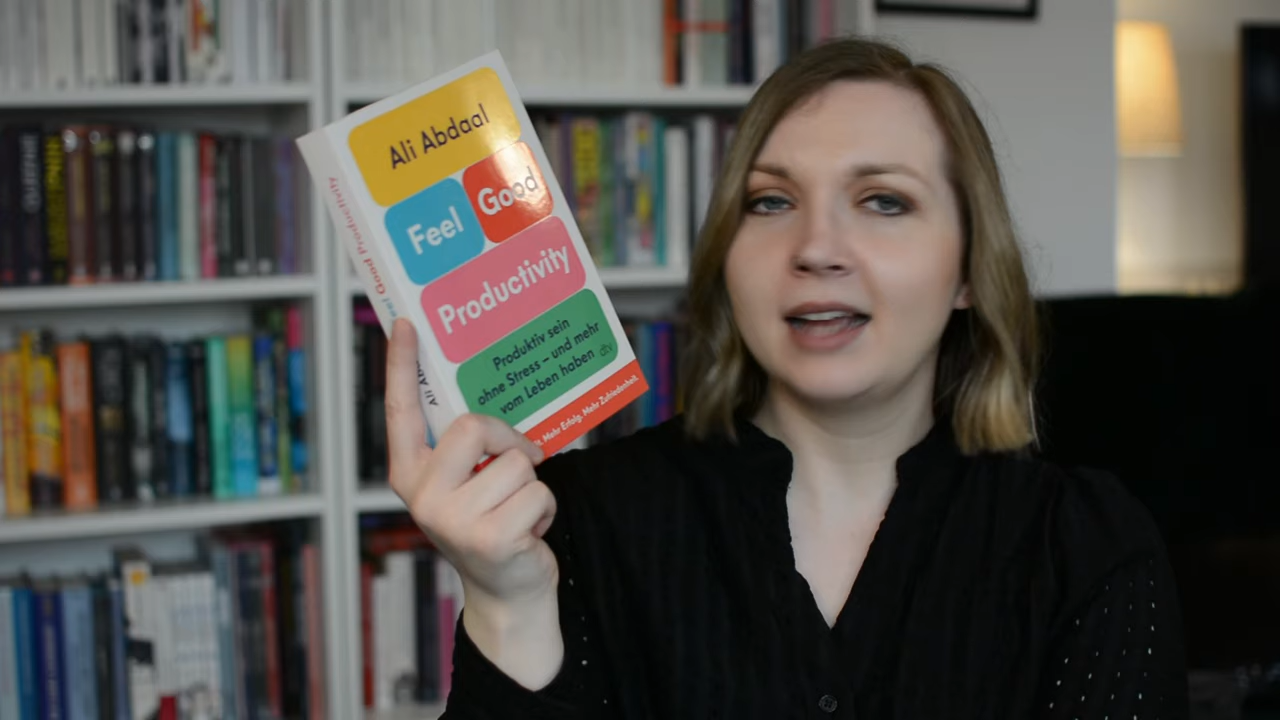 Ali Abdaal
Feel Good
Productivity
Produktiv sein
ohne Stress – und mehr
vom Leben haben dtv
Mehr Erfolg. Mehr Zufriedenheit.
Feel Good Productivity